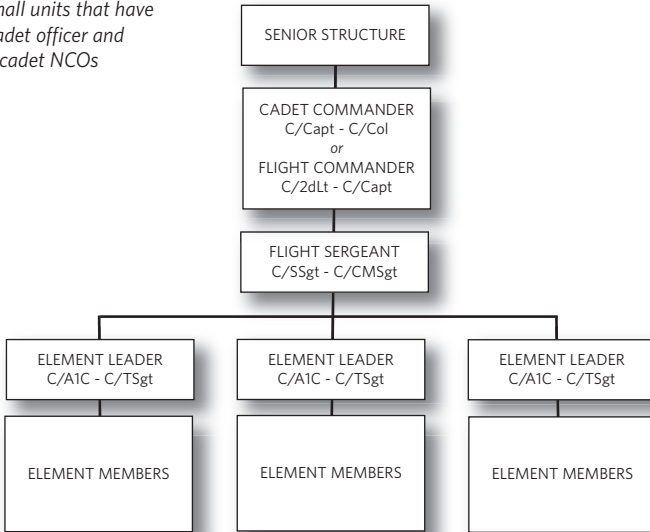 units that have
cadet officer and
cadet NCOs
SENIOR STRUCTURE
CADET COMMANDER
C/Capt - C/Col
or
FLIGHT COMMANDER
C/2dLt - C/Capt
FLIGHT SERGEANT
C/SSgt - C/CMSgt
ELEMENT LEADER
C/A1C - C/TSgt
ELEMENT LEADER
C/A1C - C/TSgt
ELEMENT LEADER
C/A1C - C/TSgt
ELEMENT MEMBERS
ELEMENT MEMBERS
ELEMENT MEMBERS